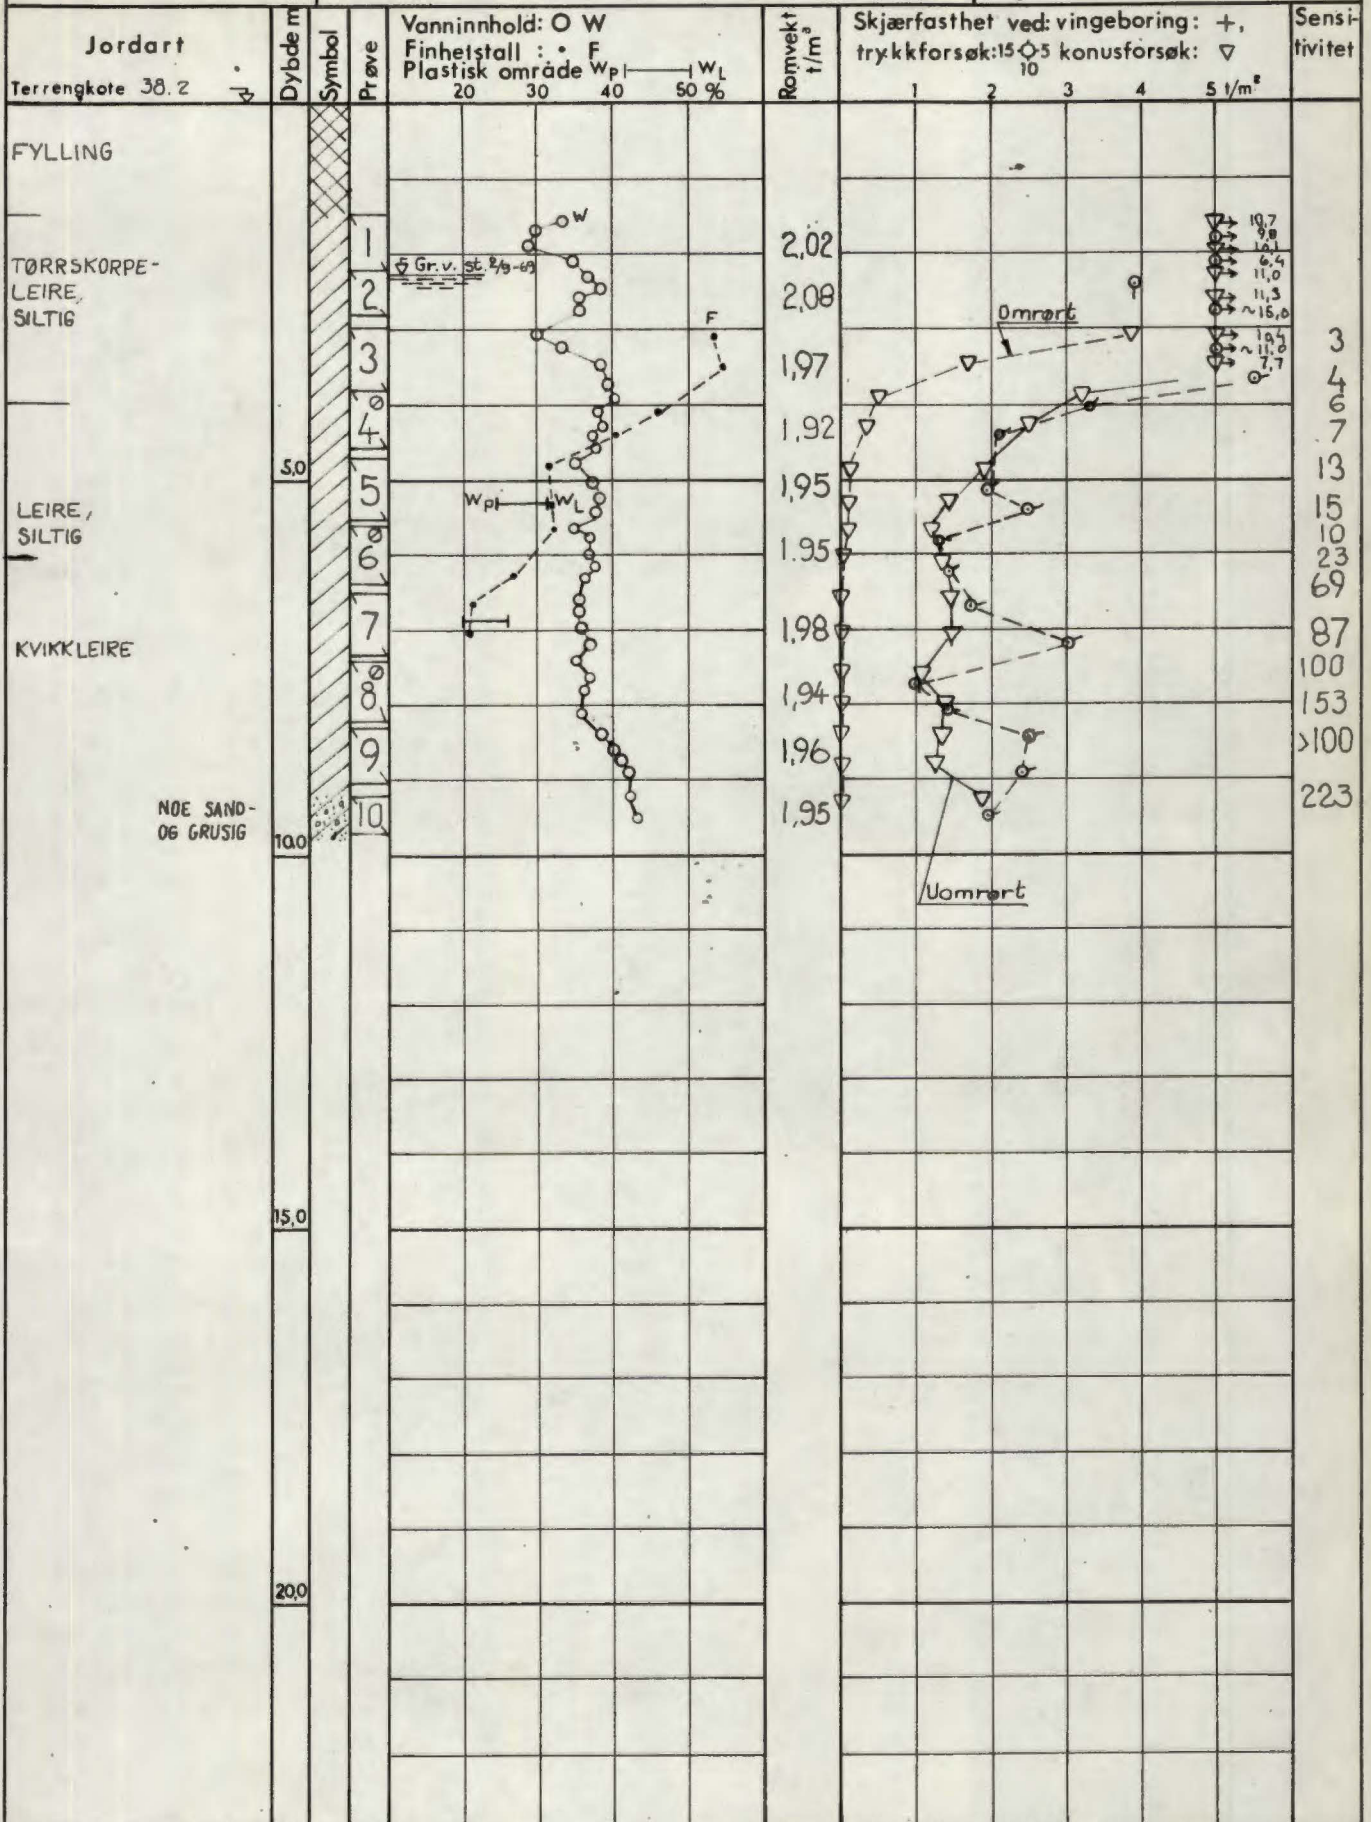 Jordart
Terrengkote 38.2
Dybde m
Symbol
Prøve
Vanninnhold: O W
Finhetstall : • F
Plastisk område Wp WL
20 30 40 50 %
Romvekt t/m³
Skjærfasthet ved: vingeboring: +,
trykkforsøk: 15 5 konusforsøk: ▽
10
1 2 3 4 5 t/m²
Sensi-
tivitet
FYLLING
TØRRSKORPE-
LEIRE,
SILTIG
LEIRE,
SILTIG
KVIKKLEIRE
NOE SAND-
OG GRUSIG
5,0
10,0
15,0
20,0
1
2
3
4
5
6
7
8
9
10
W
Gr.v. st. 2/9-69
F
Wp WL
2,02
2,08
1,97
1,92
1,95
1.95
1,98
1,94
1,96
1,95
Omrørt
Uomrørt
10,7
9,8
10,1
6,4
11,0
11,3
~15,0
10,4
~11,0
7,7
3
4
6
7
13
15
10
23
69
87
100
153
>100
223